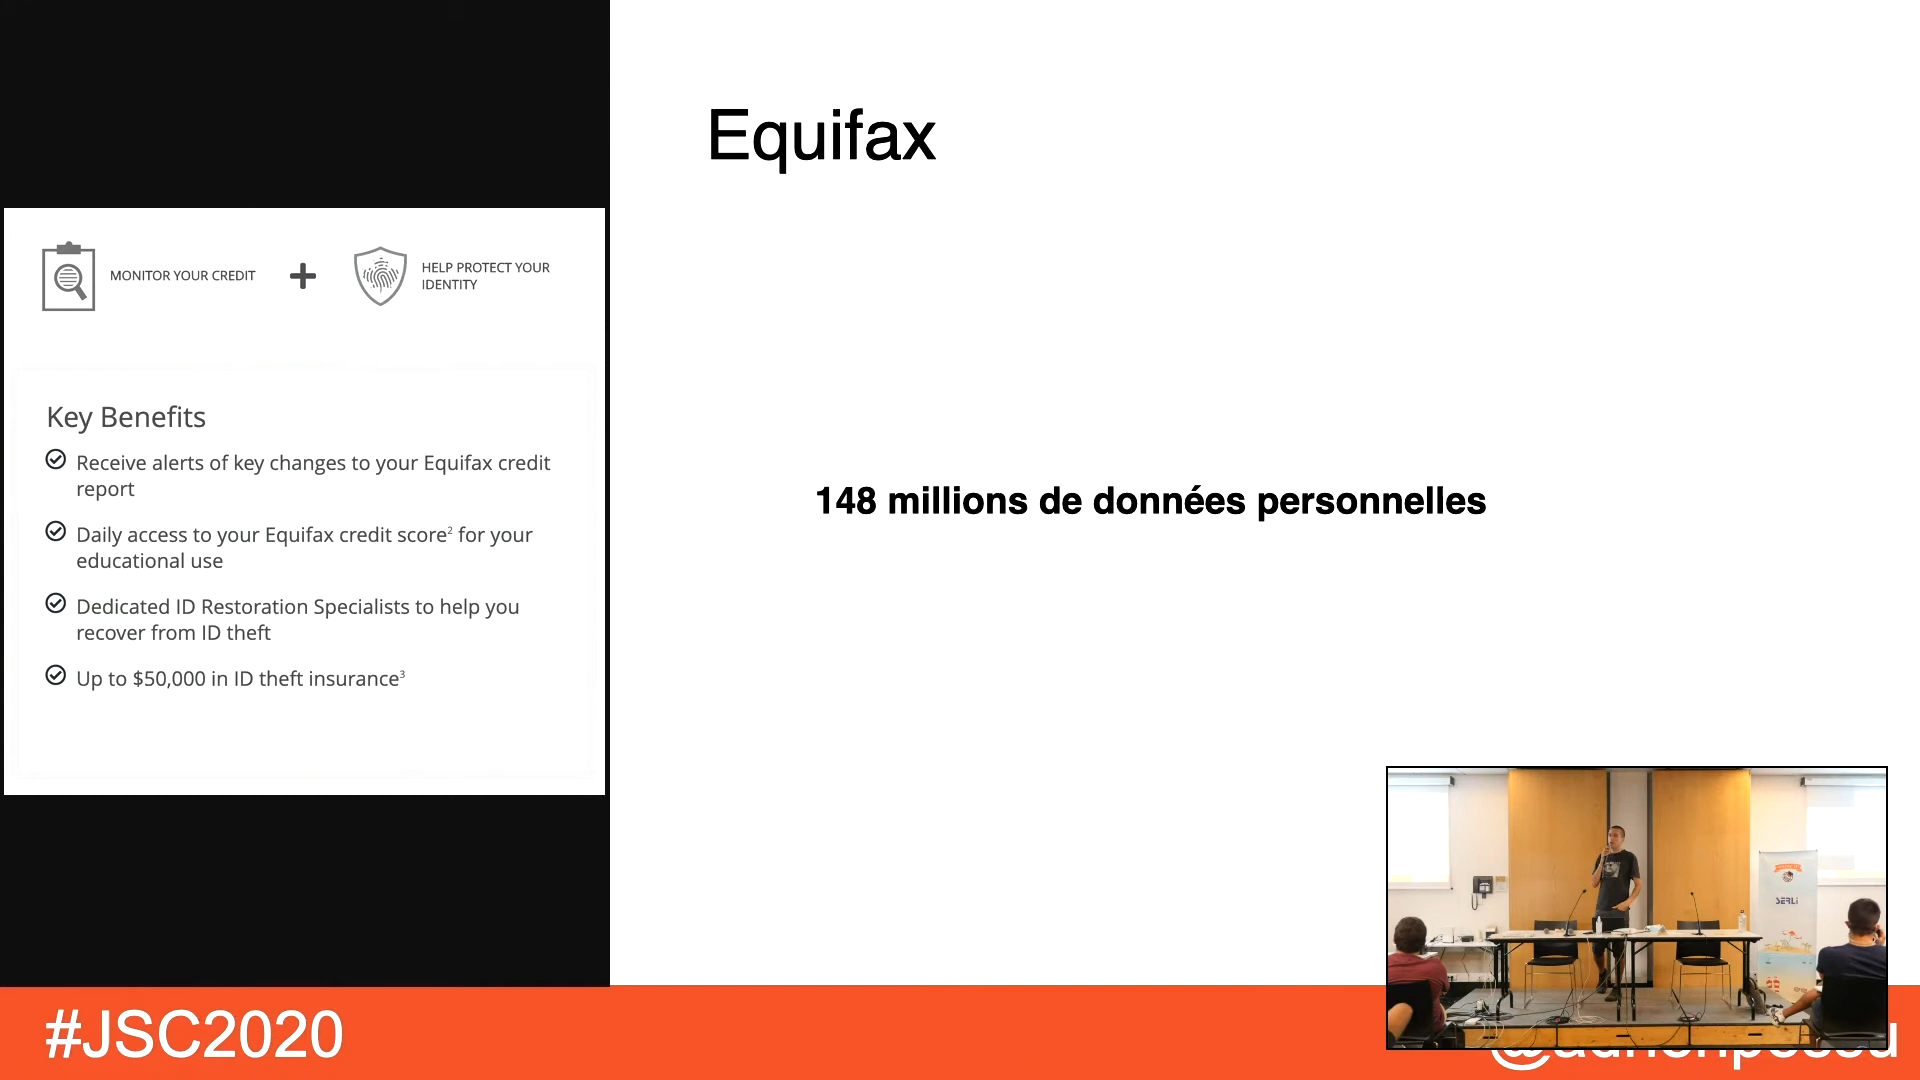 Equifax
MONITOR YOUR CREDIT
HELP PROTECT YOUR
IDENTITY
Key Benefits
Receive alerts of key changes to your Equifax credit
report
Daily access to your Equifax credit score² for your
educational use
Dedicated ID Restoration Specialists to help you
recover from ID theft
Up to $50,000 in ID theft insurance³
148 millions de données personnelles
SERLI
#JSC2020